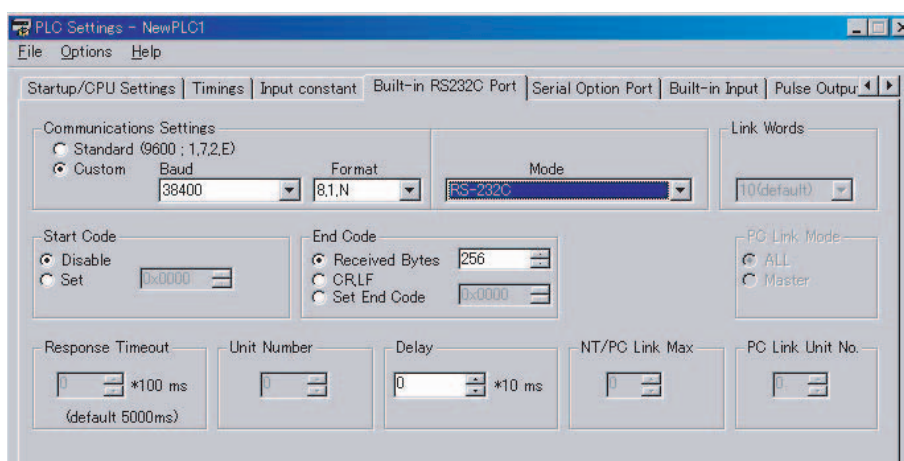 PLC Settings - NewPLC1
File Options Help
Startup/CPU Settings Timings Input constant Built-in RS232C Port Serial Option Port Built-in Input Pulse Outpu
Communications Settings Link Words
Standard (9600 ; 1,7,2,E)
Custom Baud Format Mode
38400 8,1,N RS-232C 10(default)
Start Code End Code PC Link Mode
Disable Received Bytes 256 ALL
Set 0x0000 CR,LF Master
Set End Code 0x0000
Response Timeout Unit Number Delay NT/PC Link Max PC Link Unit No.
0 *100 ms 0 0 *10 ms 0 0
(default 5000ms)